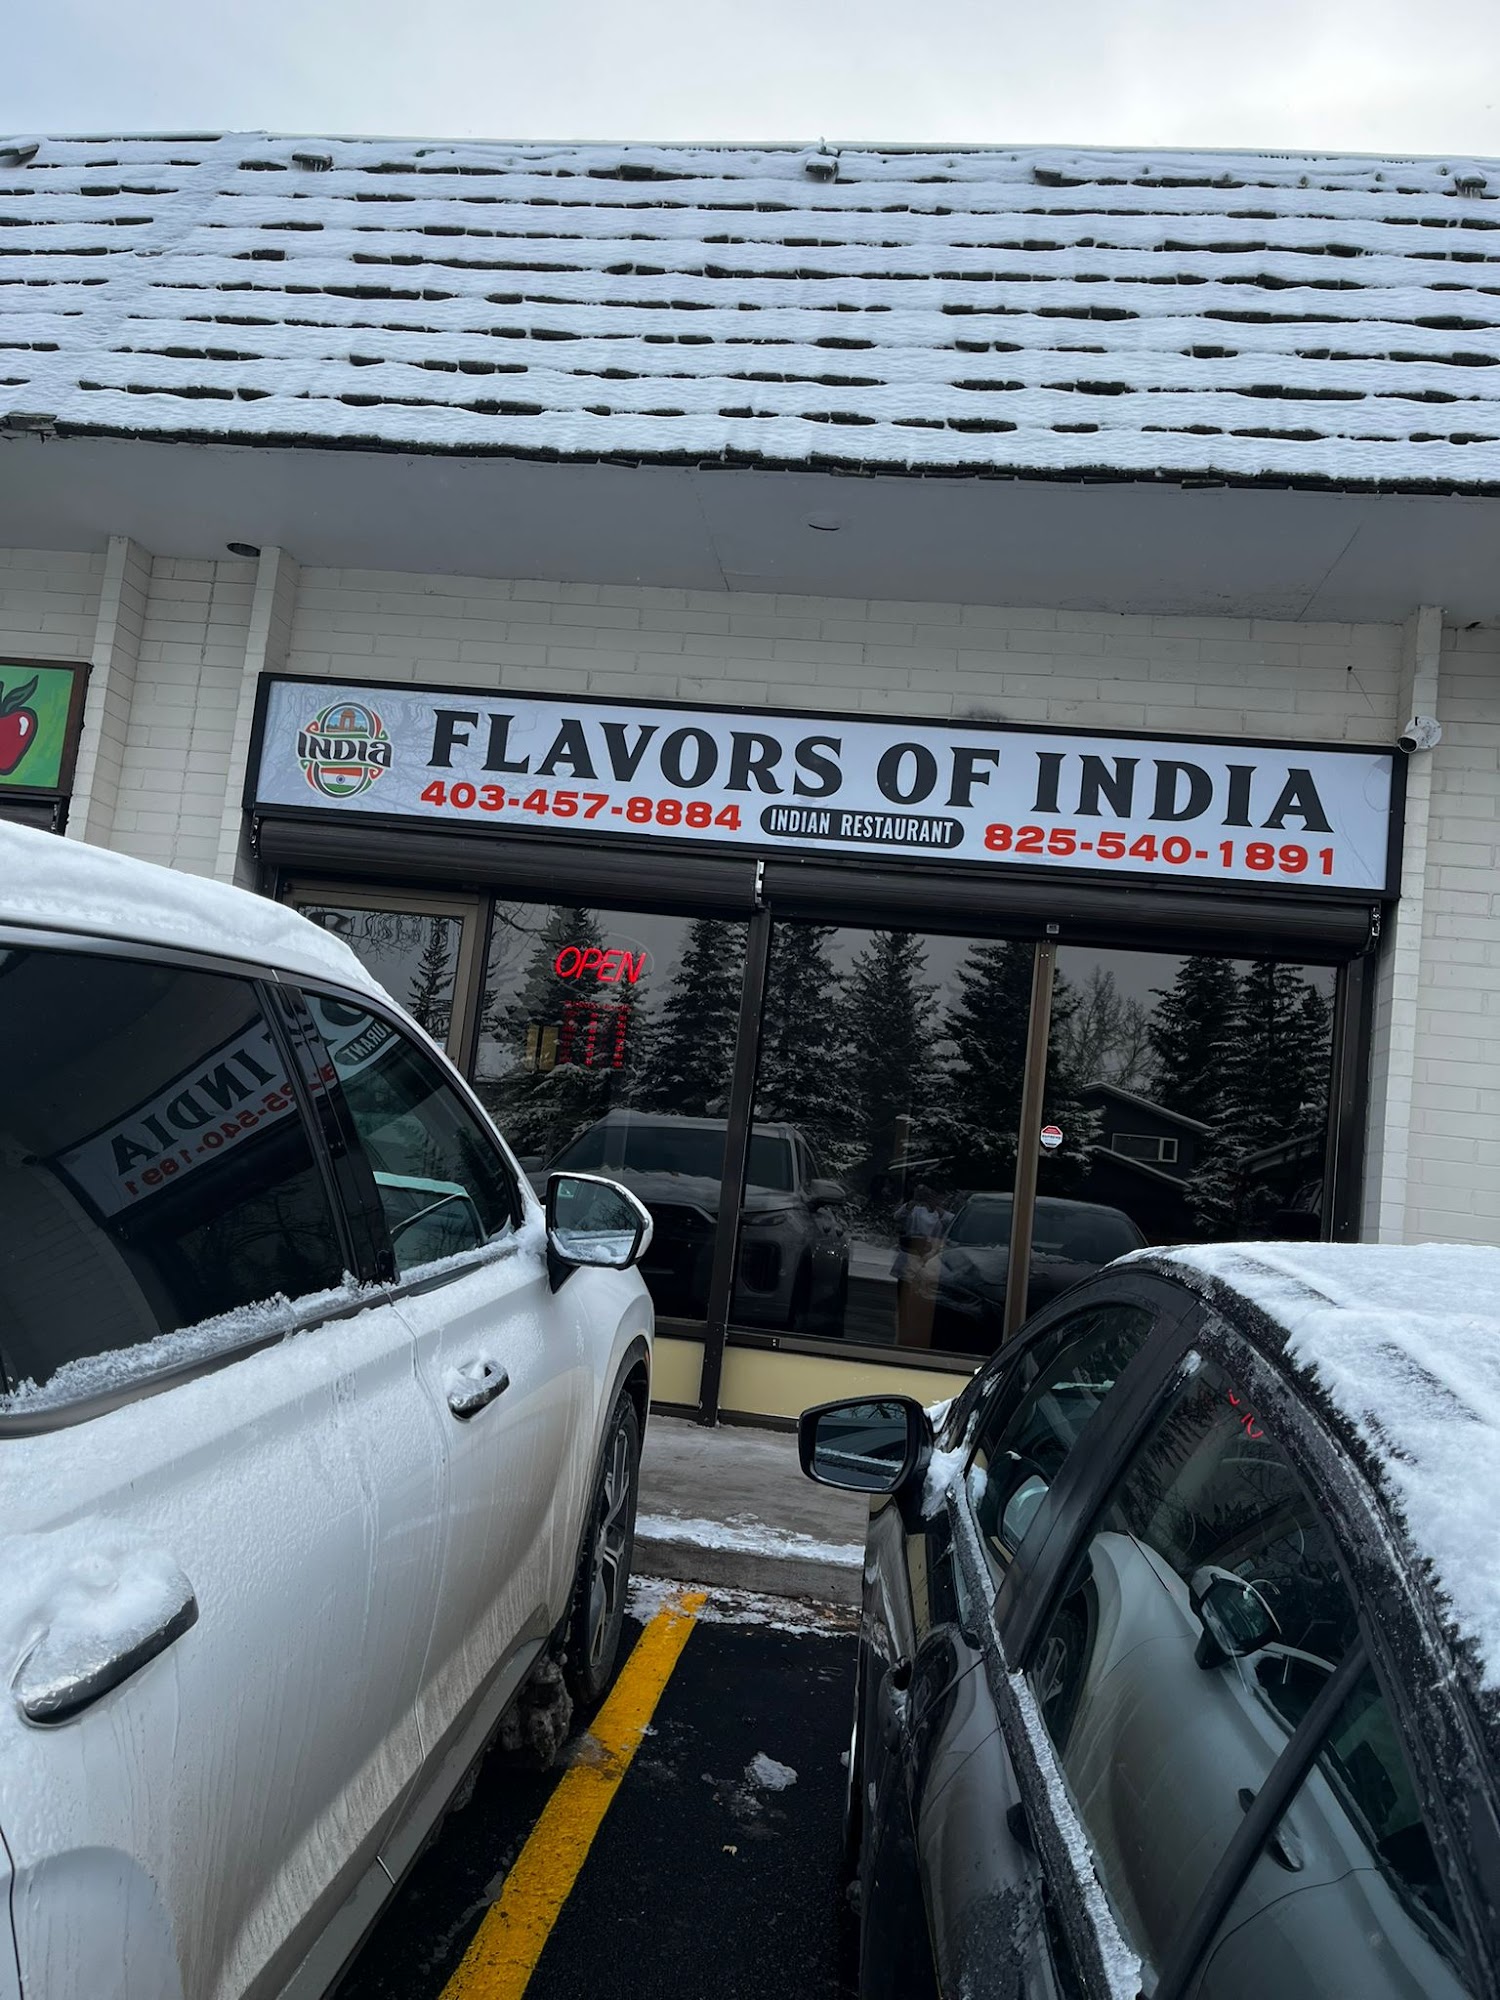 INDIA
FLAVORS OF INDIA
403-457-8884 INDIAN RESTAURANT 825-540-1891
OPEN